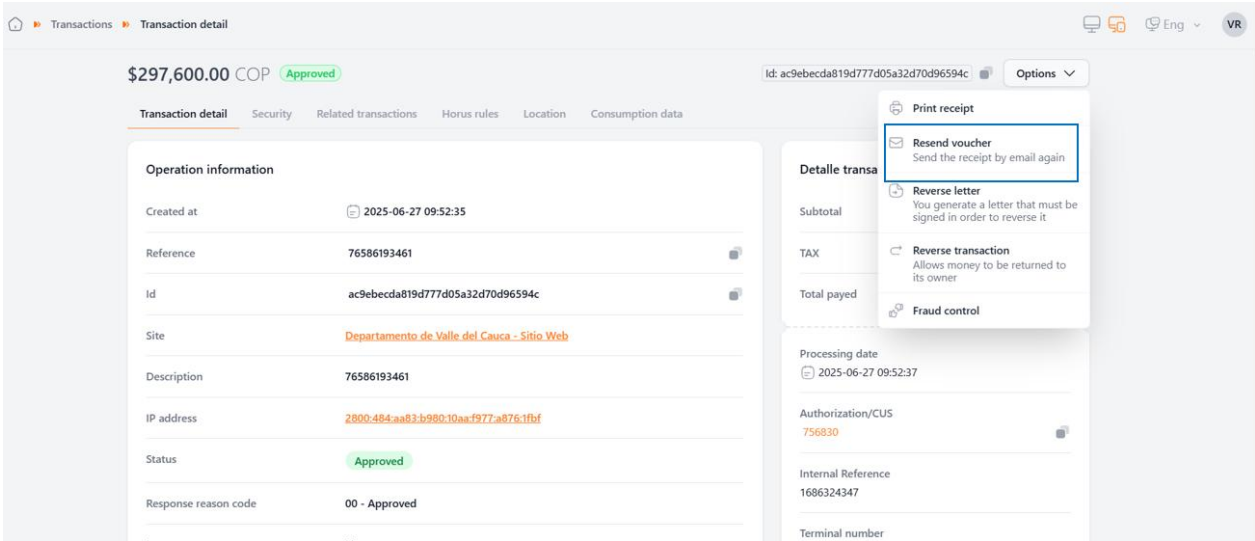 Transactions Transaction detail Eng VR
$297,600.00 COP Approved
Id: ac9ebecda819d777d05a32d70d96594c Options
Transaction detail Security Related transactions Horus rules Location Consumption data
Print receipt
Resend voucher
Send the receipt by email again
Reverse letter
You generate a letter that must be
signed in order to reverse it
Reverse transaction
Allows money to be returned to
its owner
Fraud control
Operation information
Created at 2025-06-27 09:52:35
Reference 76586193461
Id ac9ebecda819d777d05a32d70d96594c
Site Departamento de Valle del Cauca - Sitio Web
Description 76586193461
IP address 2800:484:aa83:b980:10aa:f977:a876:1fbf
Status Approved
Response reason code 00 - Approved
Detalle transa
Subtotal
TAX
Total payed
Processing date
2025-06-27 09:52:37
Authorization/CUS
756830
Internal Reference
1686324347
Terminal number